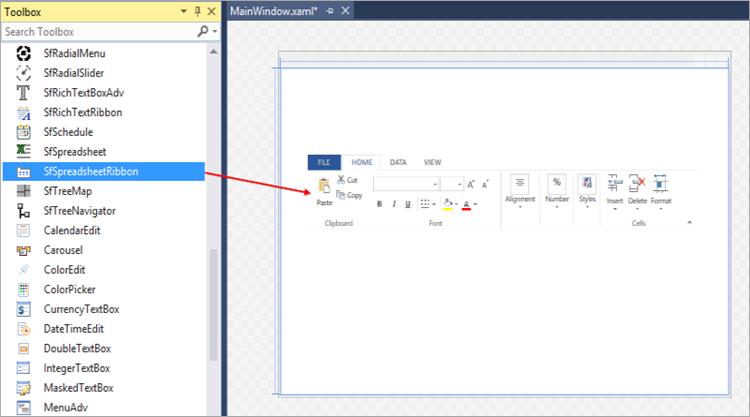 Toolbox
Search Toolbox
SfRadialMenu
SfRadialSlider
SfRichTextBoxAdv
SfRichTextRibbon
SfSchedule
SfSpreadsheet
SfSpreadsheetRibbon
SfTreeMap
SfTreeNavigator
CalendarEdit
Carousel
ColorEdit
ColorPicker
CurrencyTextBox
DateTimeEdit
DoubleTextBox
IntegerTextBox
MaskedTextBox
MenuAdv
MainWindow.xaml*
FILE HOME DATA VIEW
Cut
Copy
Paste
B I U
A A
A
Alignment
Number
%
Styles
Insert Delete Format
Clipboard Font Cells